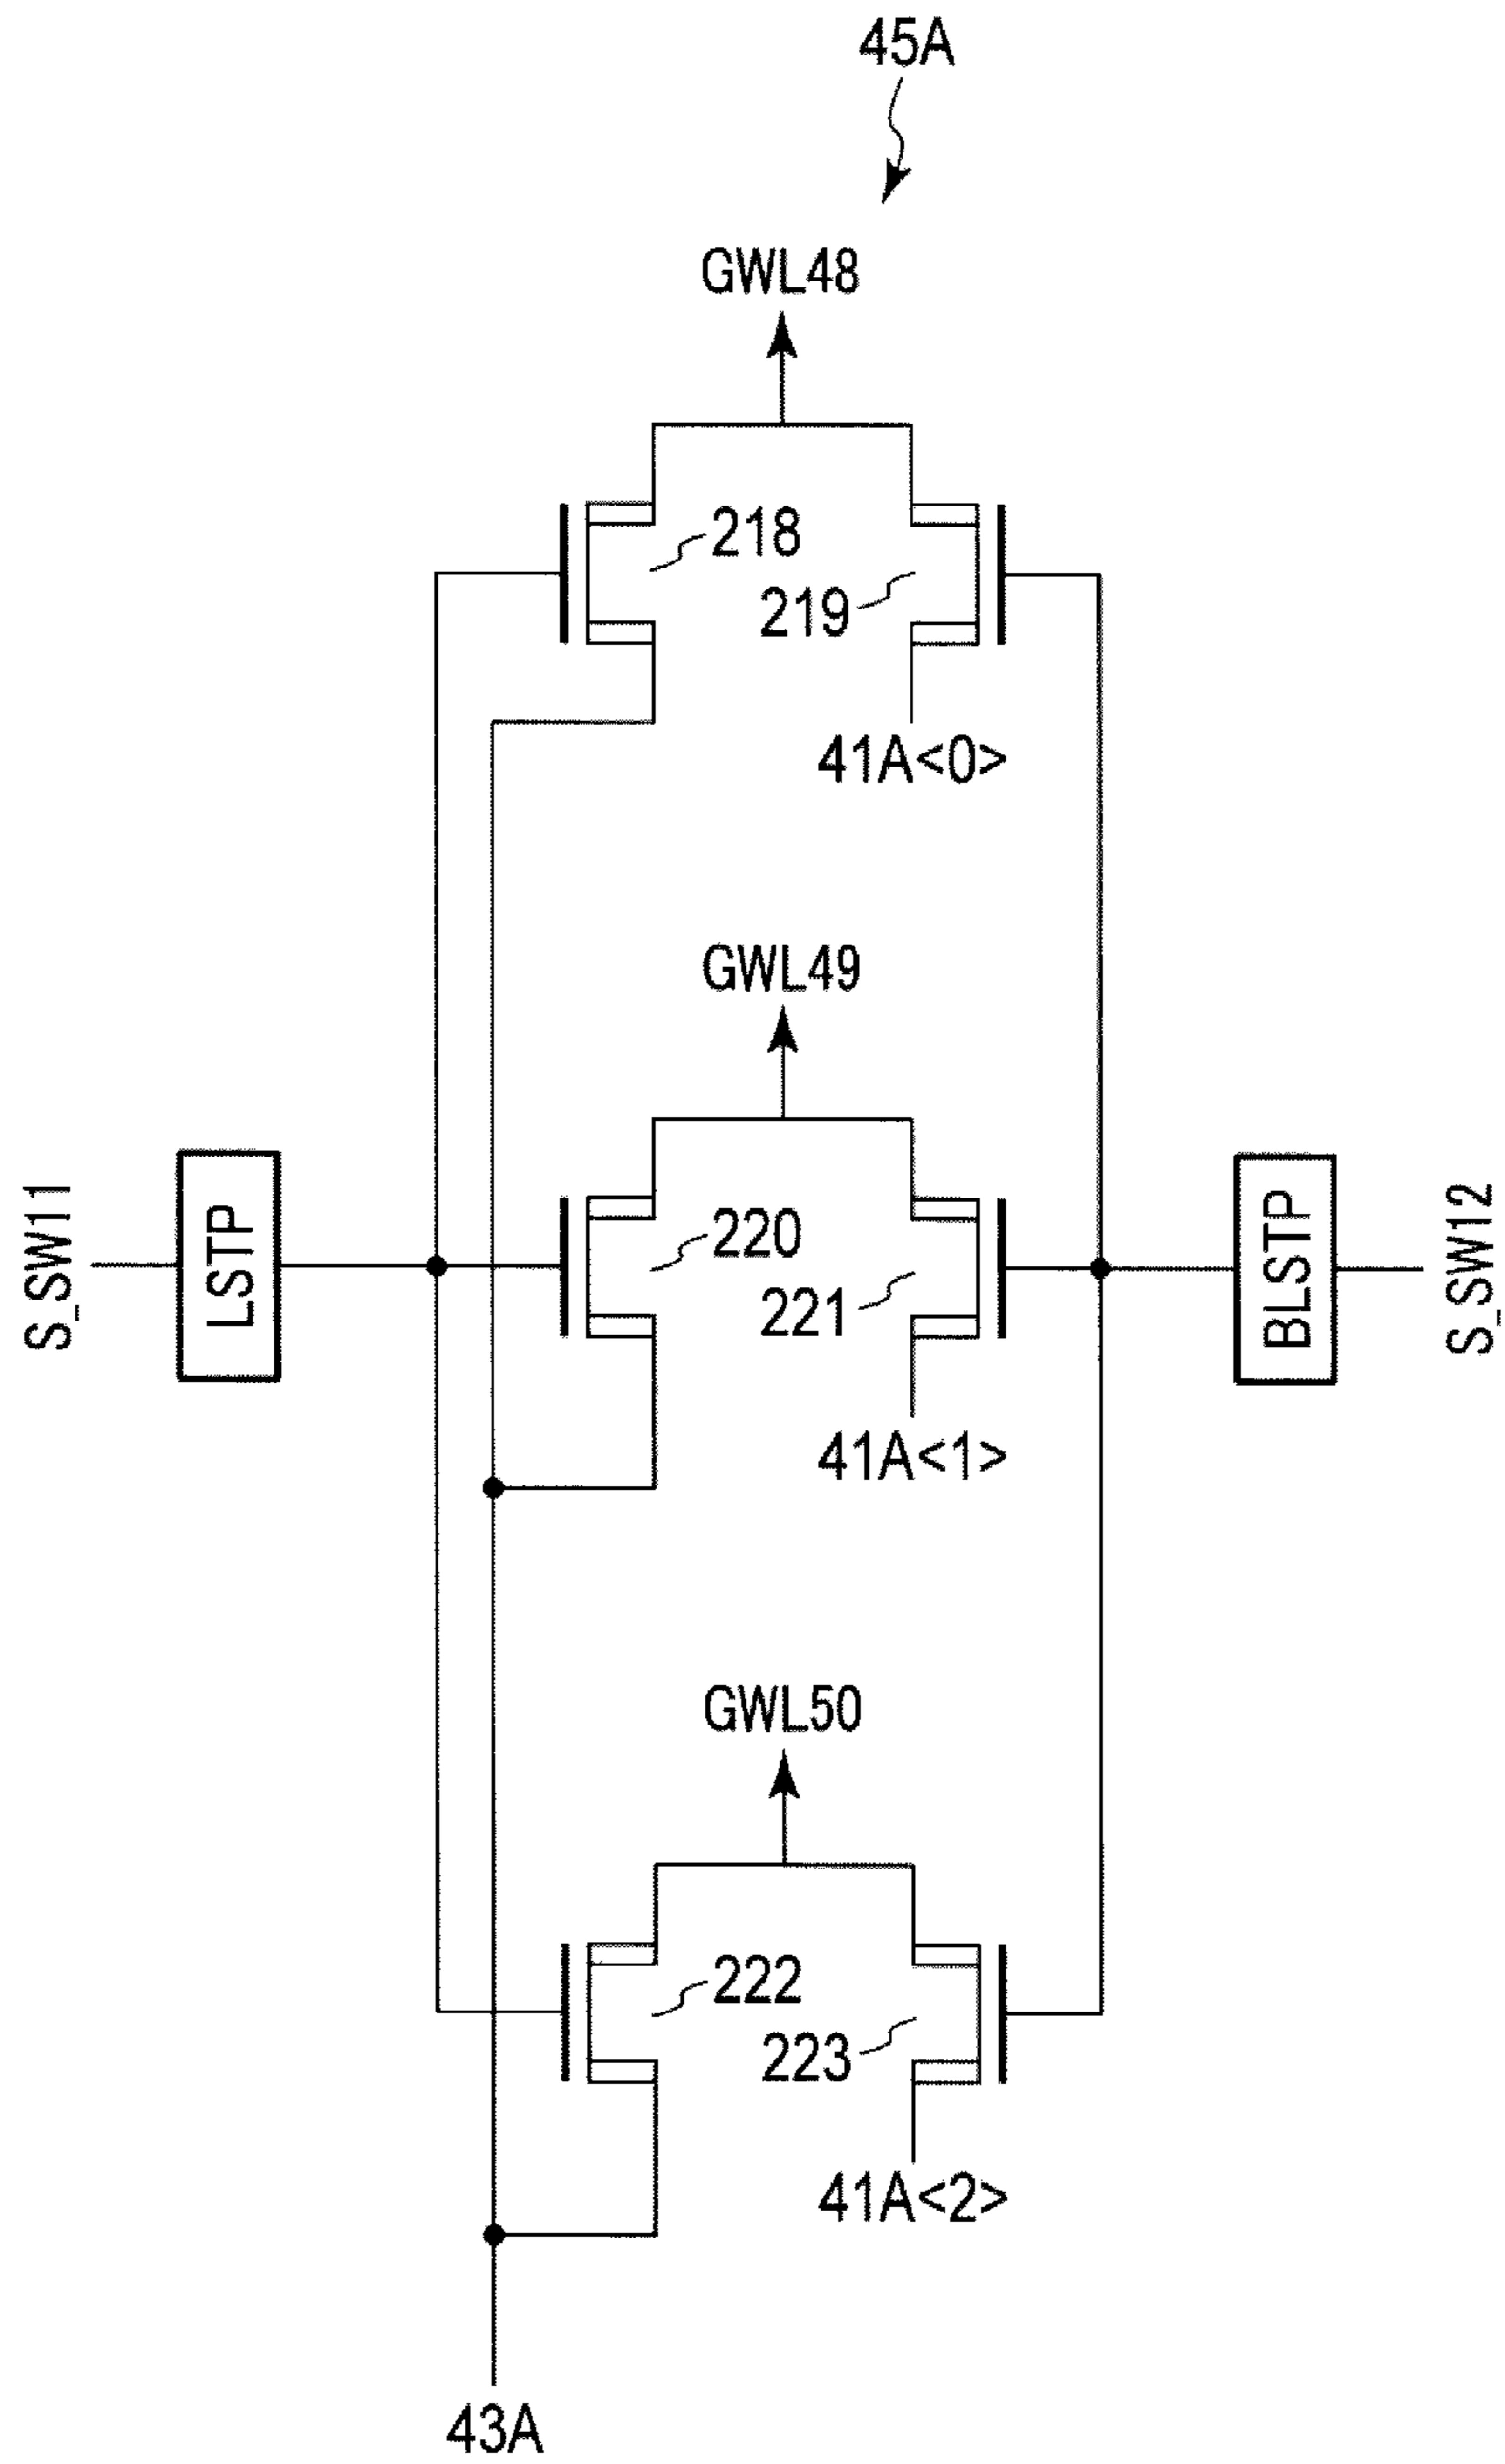 45A
GWL48
218
219
41A<0>
GWL49
S_SW11
LSTP
220
221
BLSTP
S_SW12
41A<1>
GWL50
222
223
41A<2>
43A